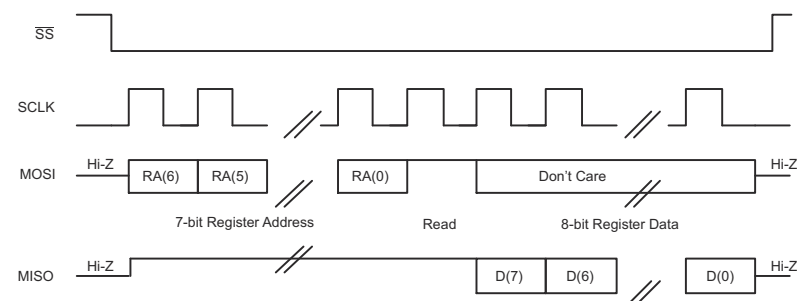 SS
SCLK
MOSI Hi-Z RA(6) RA(5) RA(0) Don't Care Hi-Z
7-bit Register Address Read 8-bit Register Data
MISO Hi-Z D(7) D(6) D(0) Hi-Z